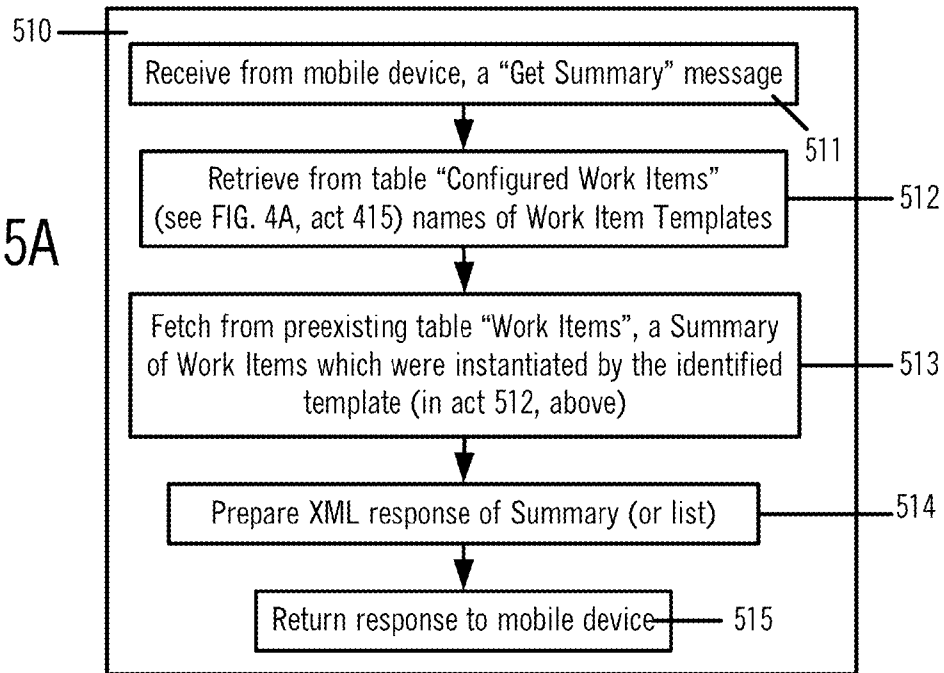 510
Receive from mobile device, a “Get Summary” message
511
Retrieve from table “Configured Work Items”
(see FIG. 4A, act 415) names of Work Item Templates
512
5A
Fetch from preexisting table “Work Items”, a Summary
of Work Items which were instantiated by the identified
template (in act 512, above)
513
Prepare XML response of Summary (or list)
514
Return response to mobile device
515